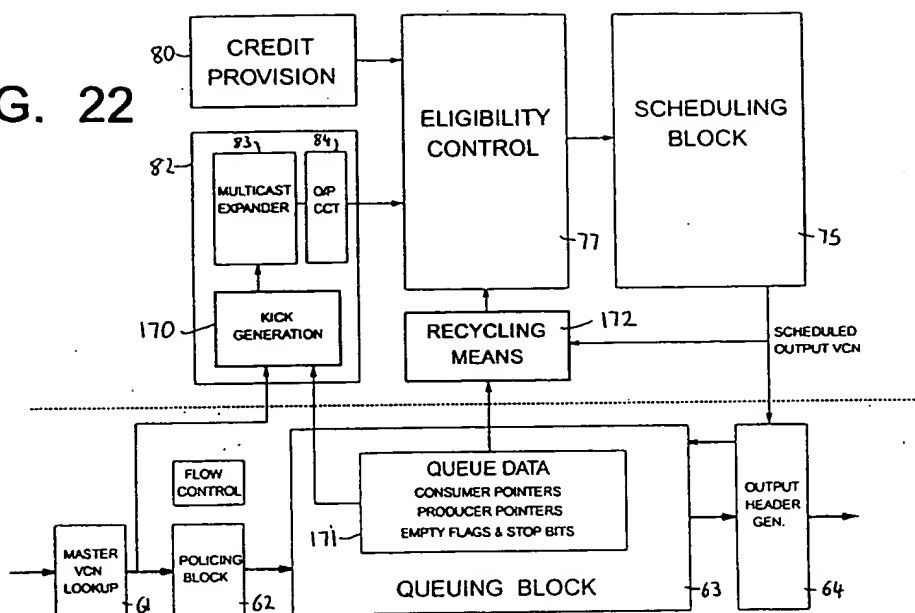 G. 22
80
CREDIT
PROVISION
82
83
84
MULTICAST
EXPANDER
O/P
CCT
170
KICK
GENERATION
ELIGIBILITY
CONTROL
77
SCHEDULING
BLOCK
75
RECYCLING
MEANS
172
SCHEDULED
OUTPUT VCN
FLOW
CONTROL
MASTER
VCN
LOOKUP
61
POLICING
BLOCK
62
QUEUE DATA
CONSUMER POINTERS
PRODUCER POINTERS
EMPTY FLAGS & STOP BITS
171
QUEUING BLOCK
63
OUTPUT
HEADER
GEN.
64